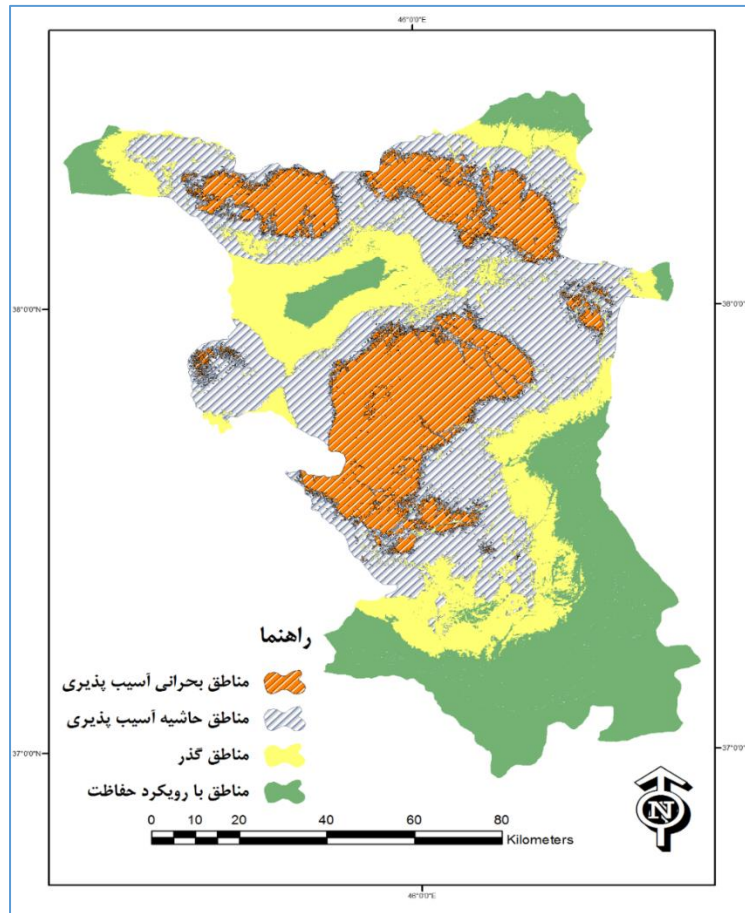 46°0'0"E
38°0'0"N
38°0'0"N
راهنما
مناطق بحرانی آسیب پذیری
مناطق حاشیه آسیب پذیری
مناطق گذر
مناطق با رویکرد حفاظت
37°0'0"N
37°0'0"N
0 10 20 40 60 80
Kilometers
N
46°0'0"E